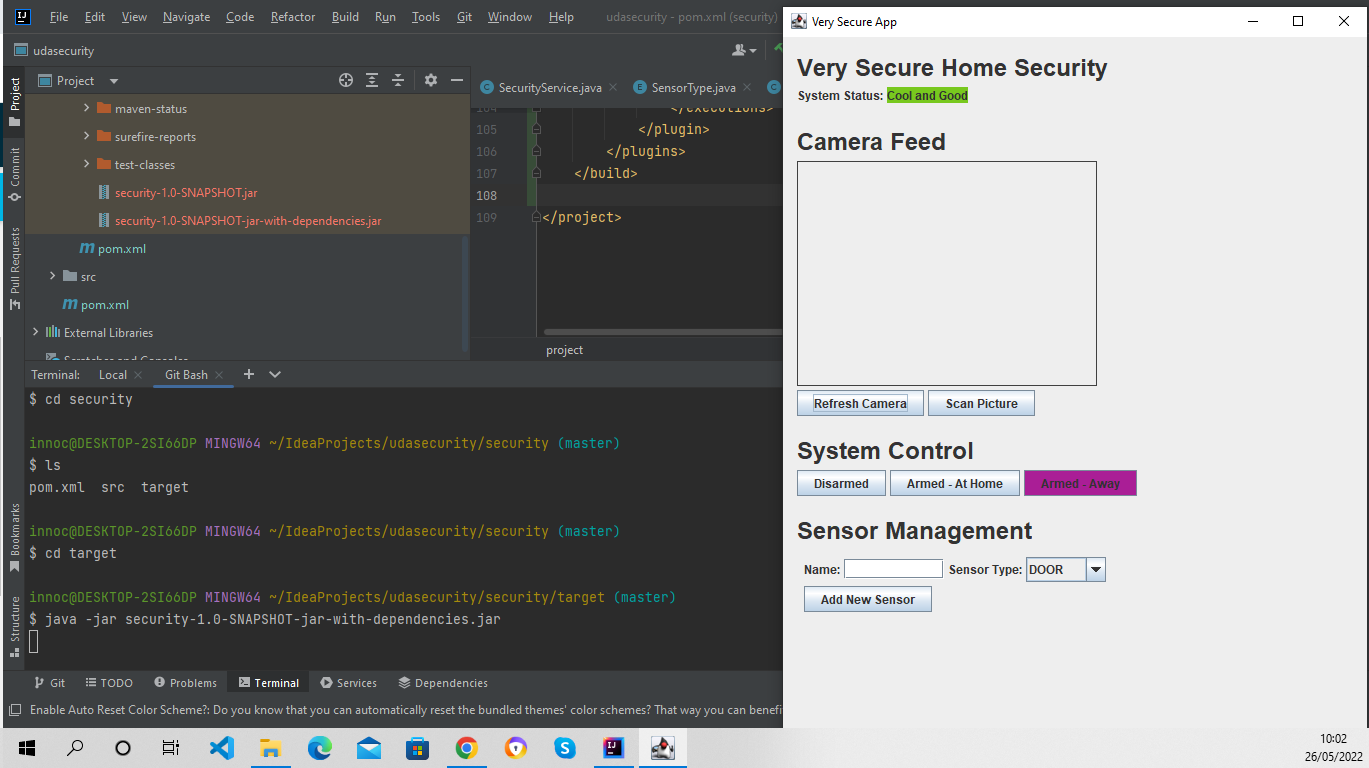 IJ File Edit View Navigate Code Refactor Build Run Tools Git Window Help udasecurity - pom.xml (security)
udasecurity
Project
Project
Commit
Pull Requests
Bookmarks
Structure
maven-status
surefire-reports
test-classes
security-1.0-SNAPSHOT.jar
security-1.0-SNAPSHOT-jar-with-dependencies.jar
m pom.xml
src
m pom.xml
External Libraries
Scratches and Consoles
C SecurityService.java E SensorType.java C
104 </executions>
105 </plugin>
106 </plugins>
107 </build>
108
109 </project>
project
Terminal: Local Git Bash
$ cd security
innoc@DESKTOP-2SI66DP MINGW64 ~/IdeaProjects/udasecurity/security (master)
$ ls
pom.xml src target
innoc@DESKTOP-2SI66DP MINGW64 ~/IdeaProjects/udasecurity/security (master)
$ cd target
innoc@DESKTOP-2SI66DP MINGW64 ~/IdeaProjects/udasecurity/security/target (master)
$ java -jar security-1.0-SNAPSHOT-jar-with-dependencies.jar
Git TODO Problems Terminal Services Dependencies
Enable Auto Reset Color Scheme?: Do you know that you can automatically reset the bundled themes' color schemes? That way you can benefi
Very Secure App
Very Secure Home Security
System Status: Cool and Good
Camera Feed
Refresh Camera Scan Picture
System Control
Disarmed Armed - At Home Armed - Away
Sensor Management
Name: Sensor Type: DOOR
Add New Sensor
S IJ
10:02
26/05/2022